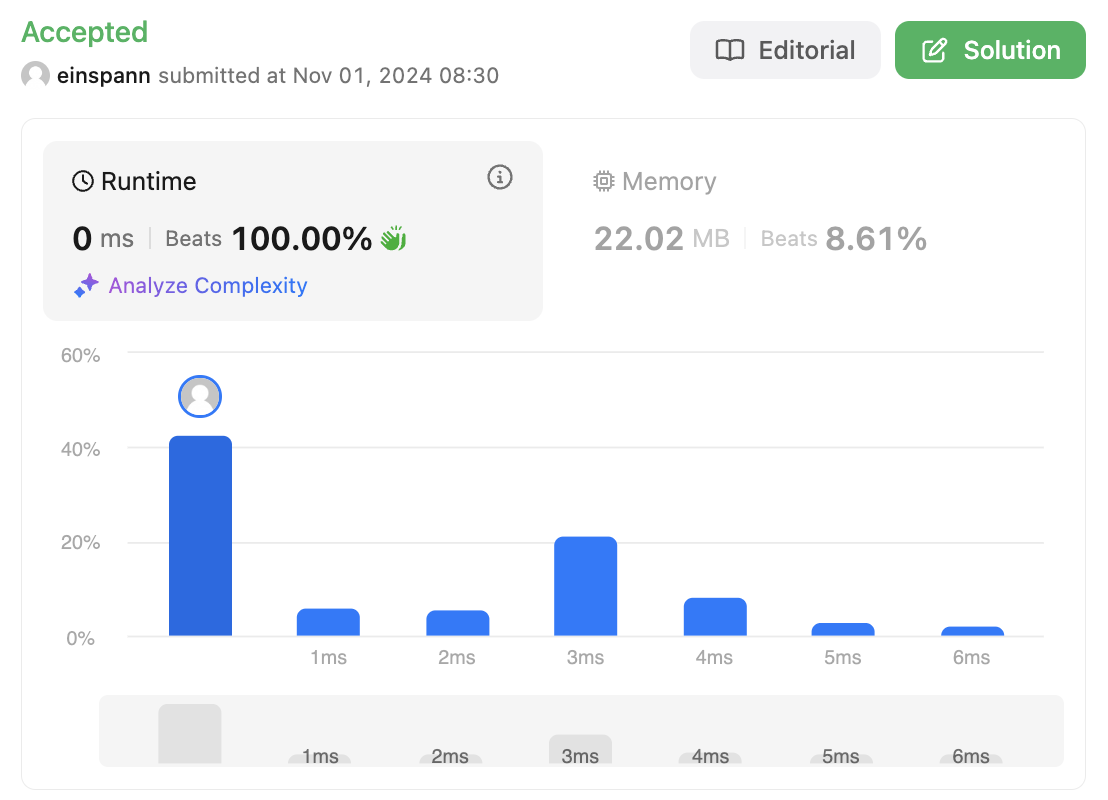 Accepted
einspann submitted at Nov 01, 2024 08:30
Editorial
Solution
Runtime
0 ms | Beats 100.00%
Analyze Complexity
Memory
22.02 MB | Beats 8.61%
60%
40%
20%
0%
1ms 2ms 3ms 4ms 5ms 6ms
1ms 2ms 3ms 4ms 5ms 6ms